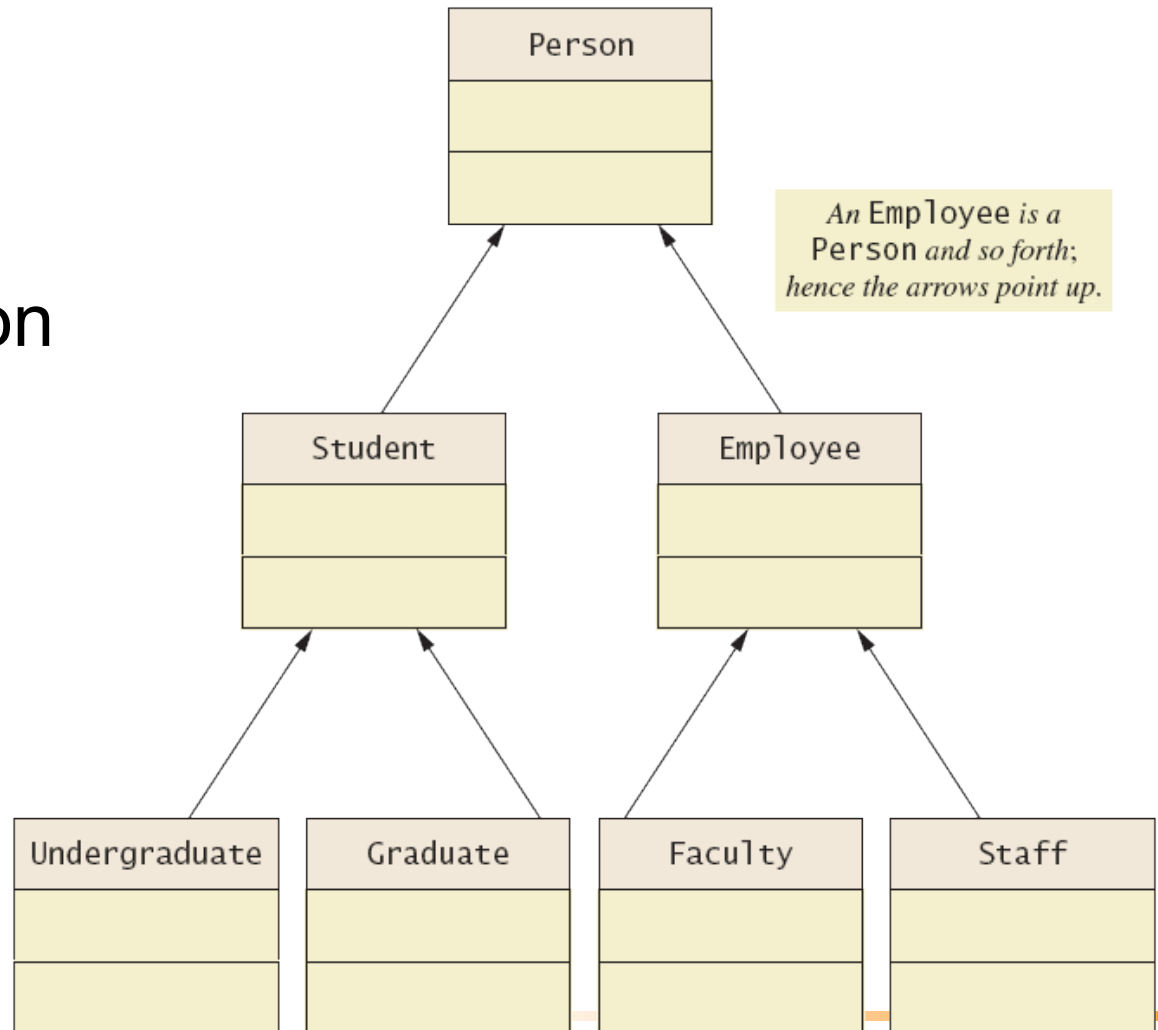 Person
An Employee is a
Person and so forth;
hence the arrows point up.
on
Student
Employee
Undergraduate
Graduate
Faculty
Staff